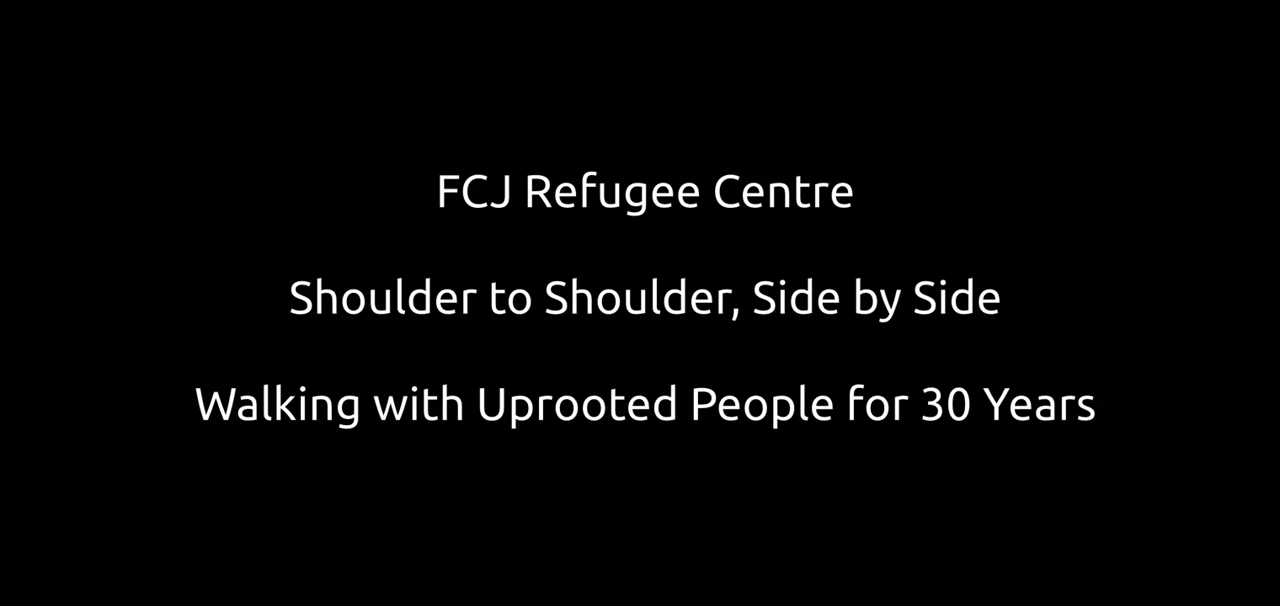 FCJ Refugee Centre
Shoulder to Shoulder, Side by Side
Walking with Uprooted People for 30 Years